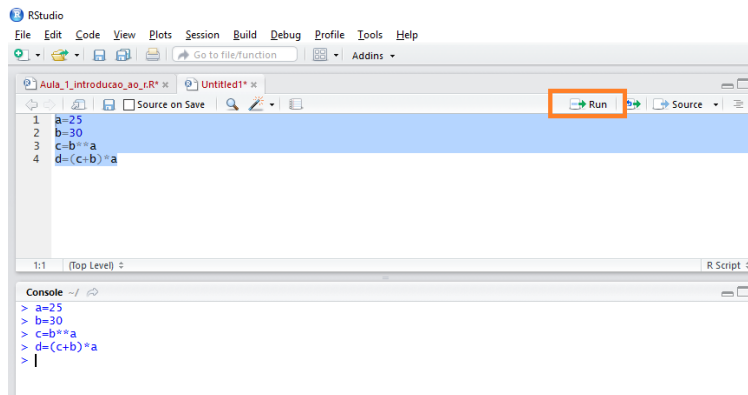 RStudio
File Edit Code View Plots Session Build Debug Profile Tools Help
Go to file/function Addins
Aula_1_introducao_ao_r.R* Untitled1*
Source on Save Run Source
1 a=25
2 b=30
3 c=b**a
4 d=(c+b)*a
1:1 (Top Level) R Script
Console ~/
> a=25
> b=30
> c=b**a
> d=(c+b)*a
>